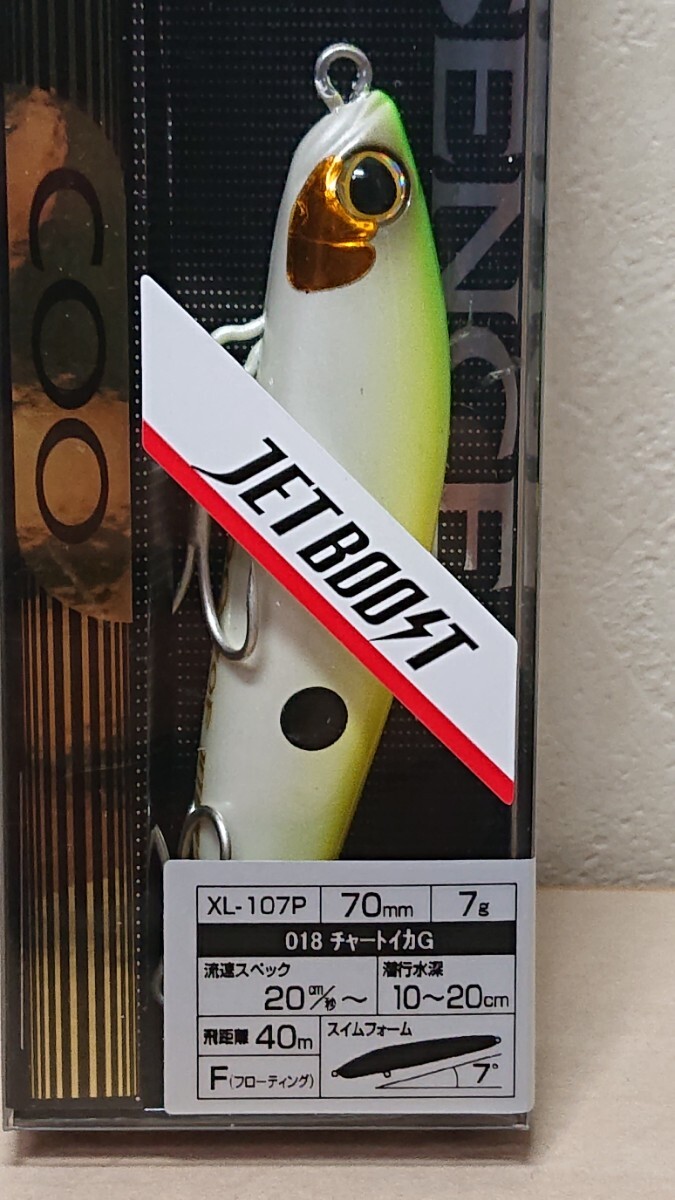 COO
SENCE
JET BOOST
XL-107P 70mm 7g
018 チャートイカG
流速スペック 潜行水深
20cm/秒~ 10~20cm
飛距離 40m スイムフォーム
F(フローティング) 7°